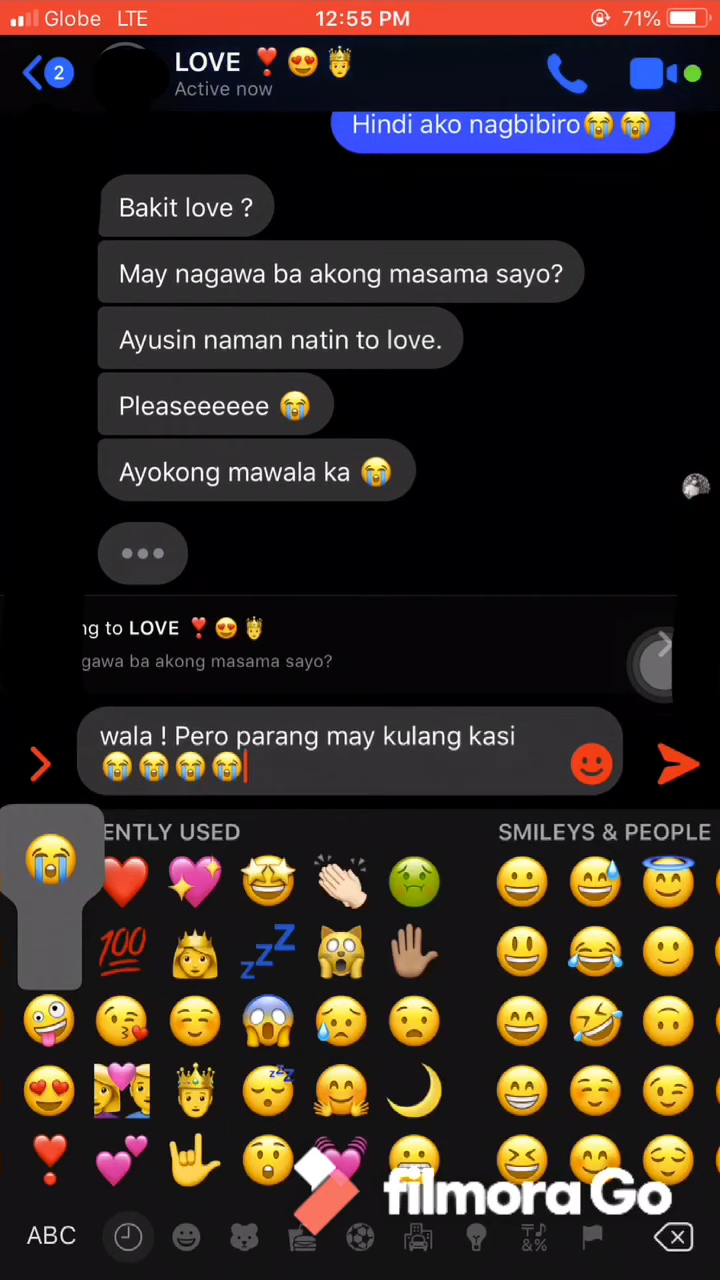 Globe LTE 12:55 PM 71%
2
LOVE ❣️😍🤴
Active now
Hindi ako nagbibiro😭😭
Bakit love ?
May nagawa ba akong masama sayo?
Ayusin naman natin to love.
Pleaseeeeee 😭
Ayokong mawala ka 😭
ng to LOVE ❣️😍🤴
gawa ba akong masama sayo?
wala ! Pero parang may kulang kasi
😭😭😭😭
ENTLY USED SMILEYS & PEOPLE
filmora Go
ABC